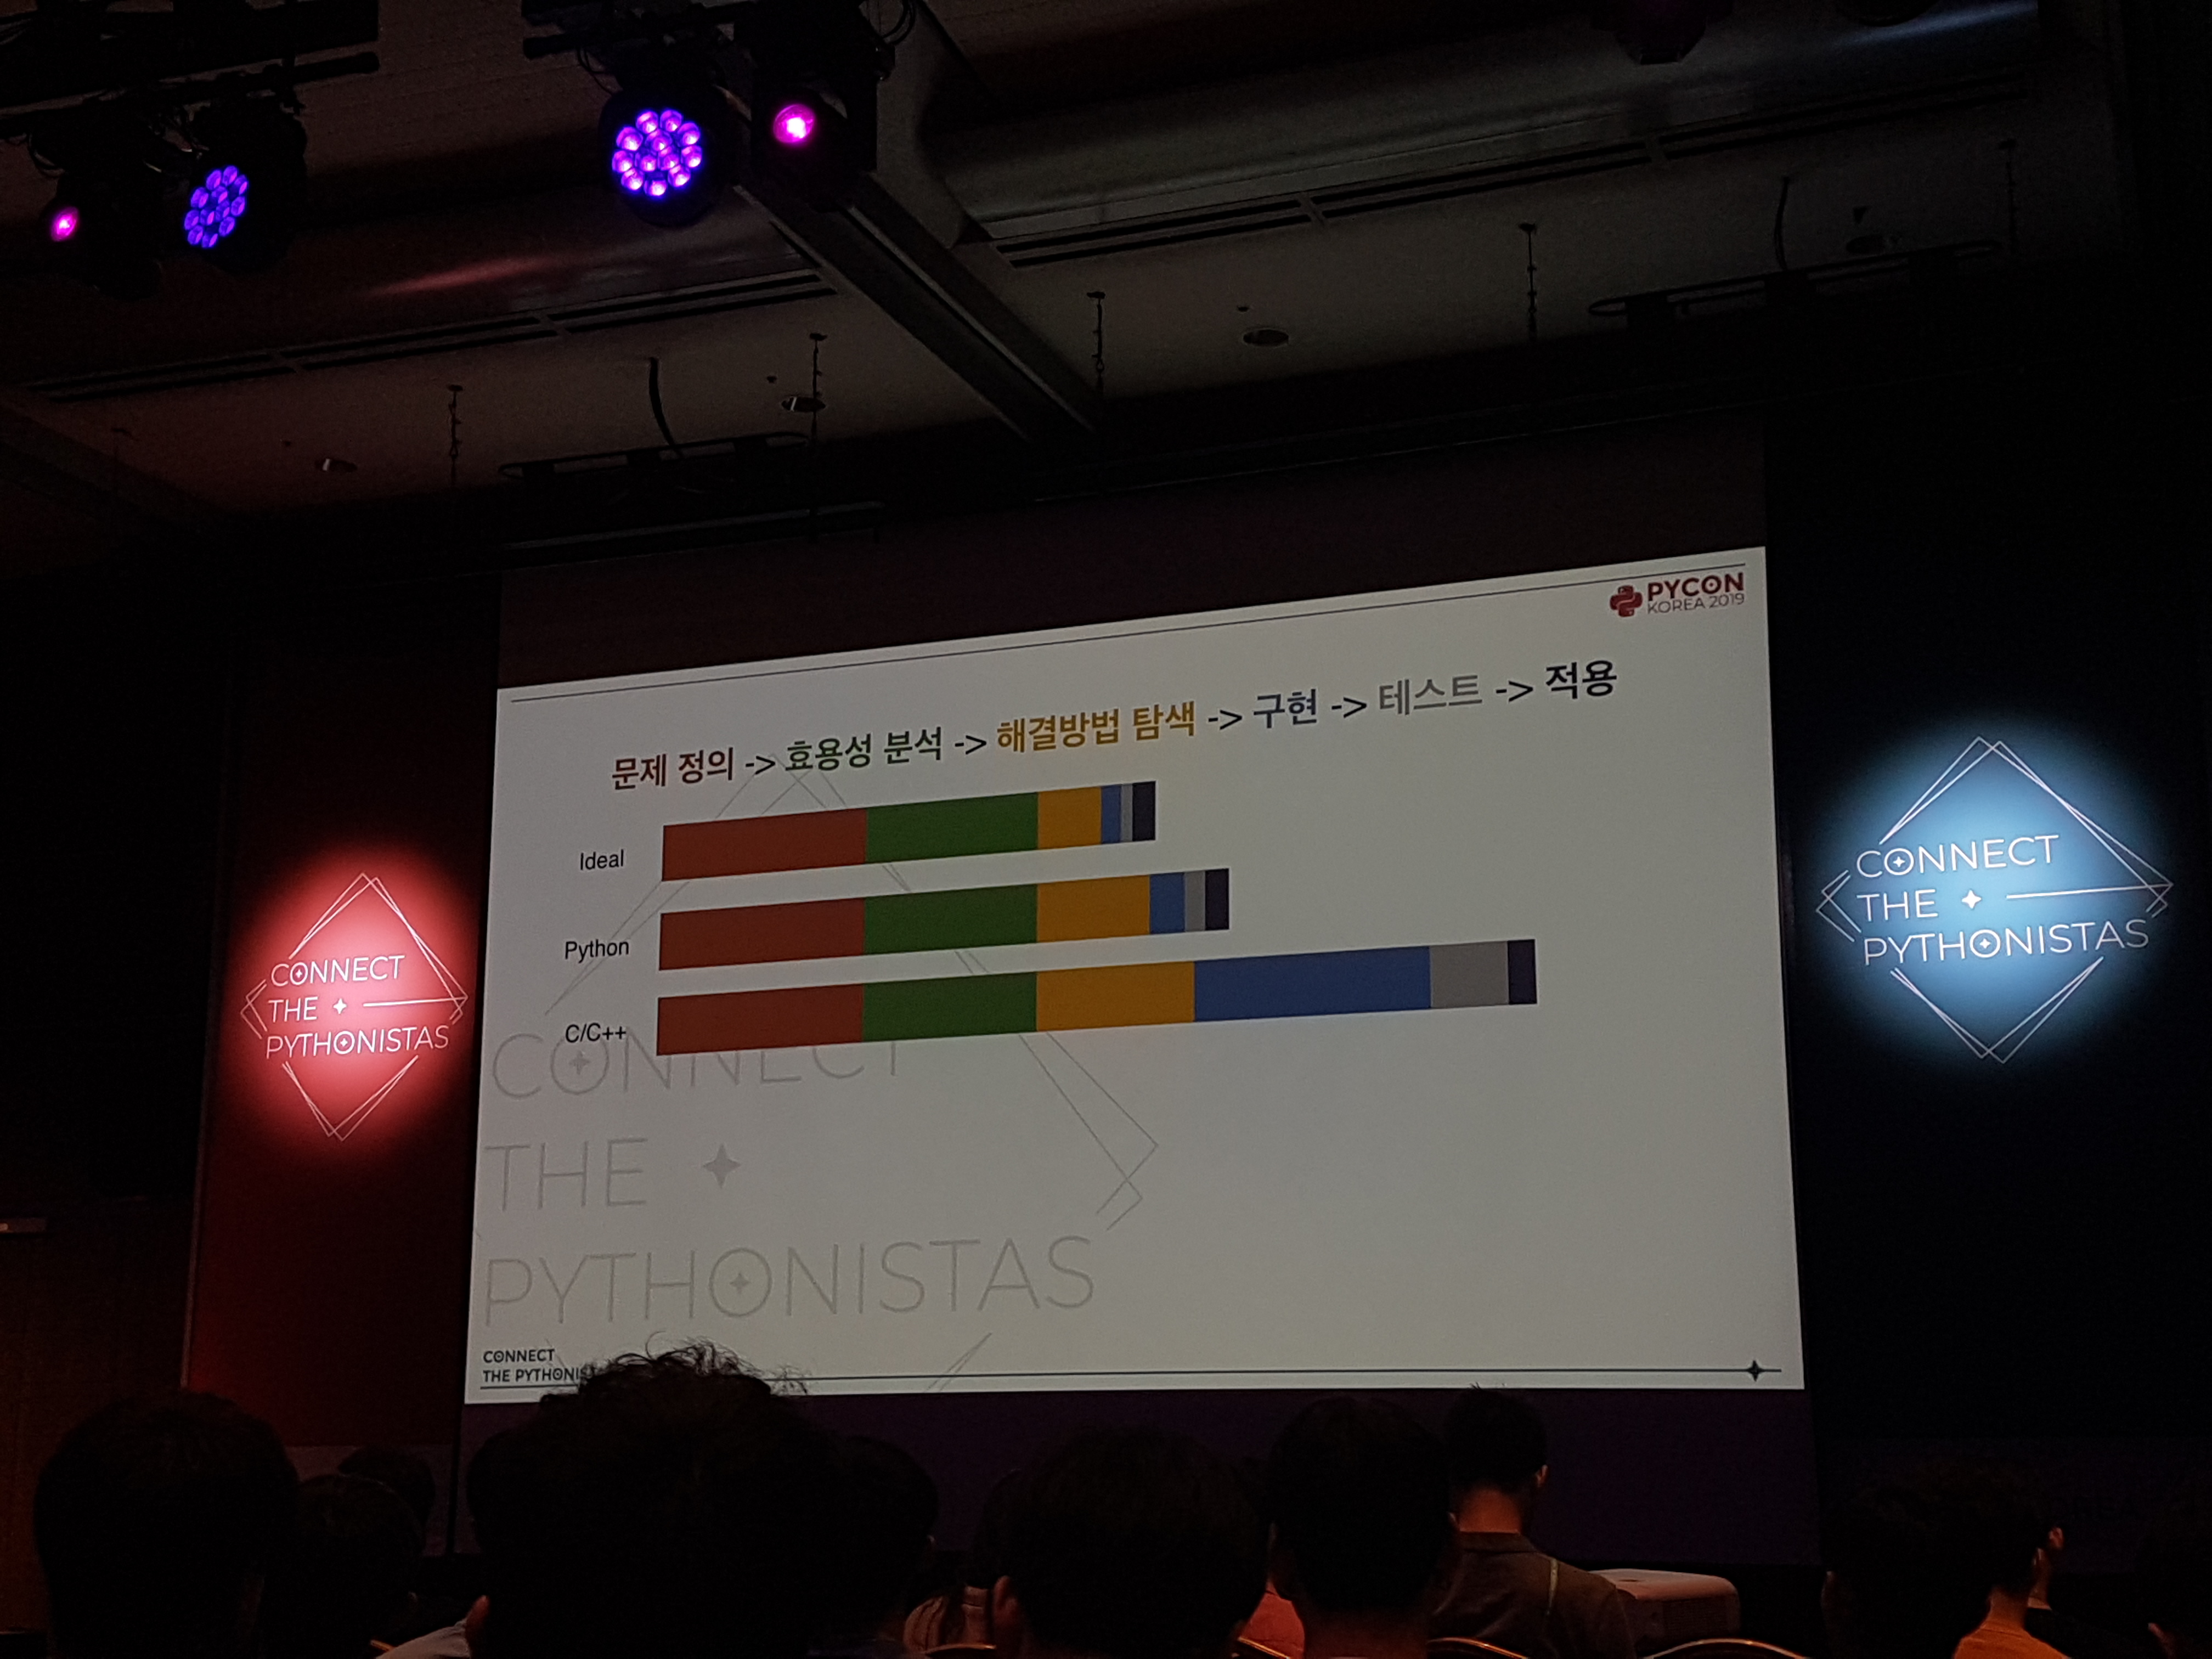 PYCON
KOREA 2019
문제 정의 -> 효용성 분석 -> 해결방법 탐색 -> 구현 -> 테스트 -> 적용
Ideal
Python
C/C++
CONNECT
THE
PYTHONISTAS
CONNECT
THE
CONNECT
THE
PYTHONISTAS
CONNECT
THE
PYTHONISTAS